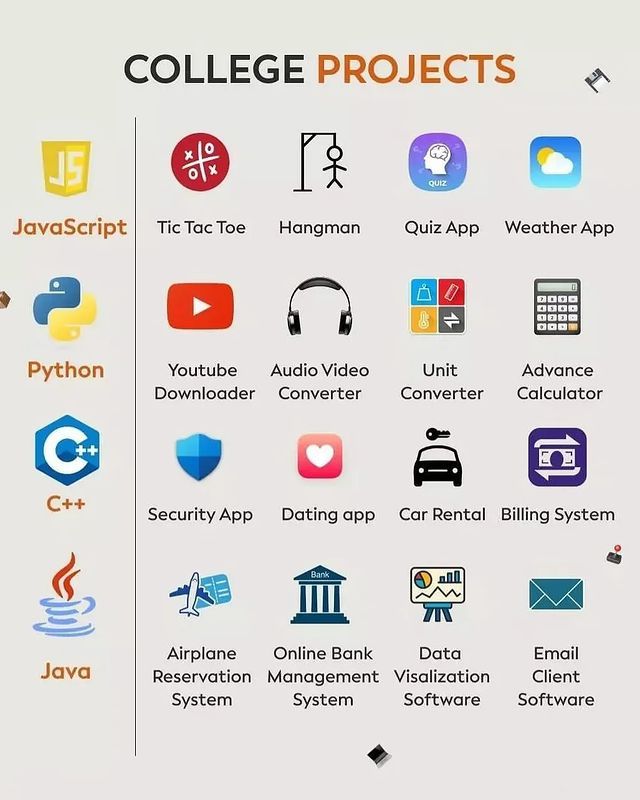 COLLEGE PROJECTS
JS
QUIZ
JavaScript
Tic Tac Toe
Hangman
Quiz App
Weather App
Python
Youtube
Downloader
Audio Video
Converter
Unit
Converter
Advance
Calculator
C++
C++
Security App
Dating app
Car Rental
Billing System
Bank
Java
Airplane
Reservation
System
Online Bank
Management
System
Data
Visalization
Software
Email
Client
Software